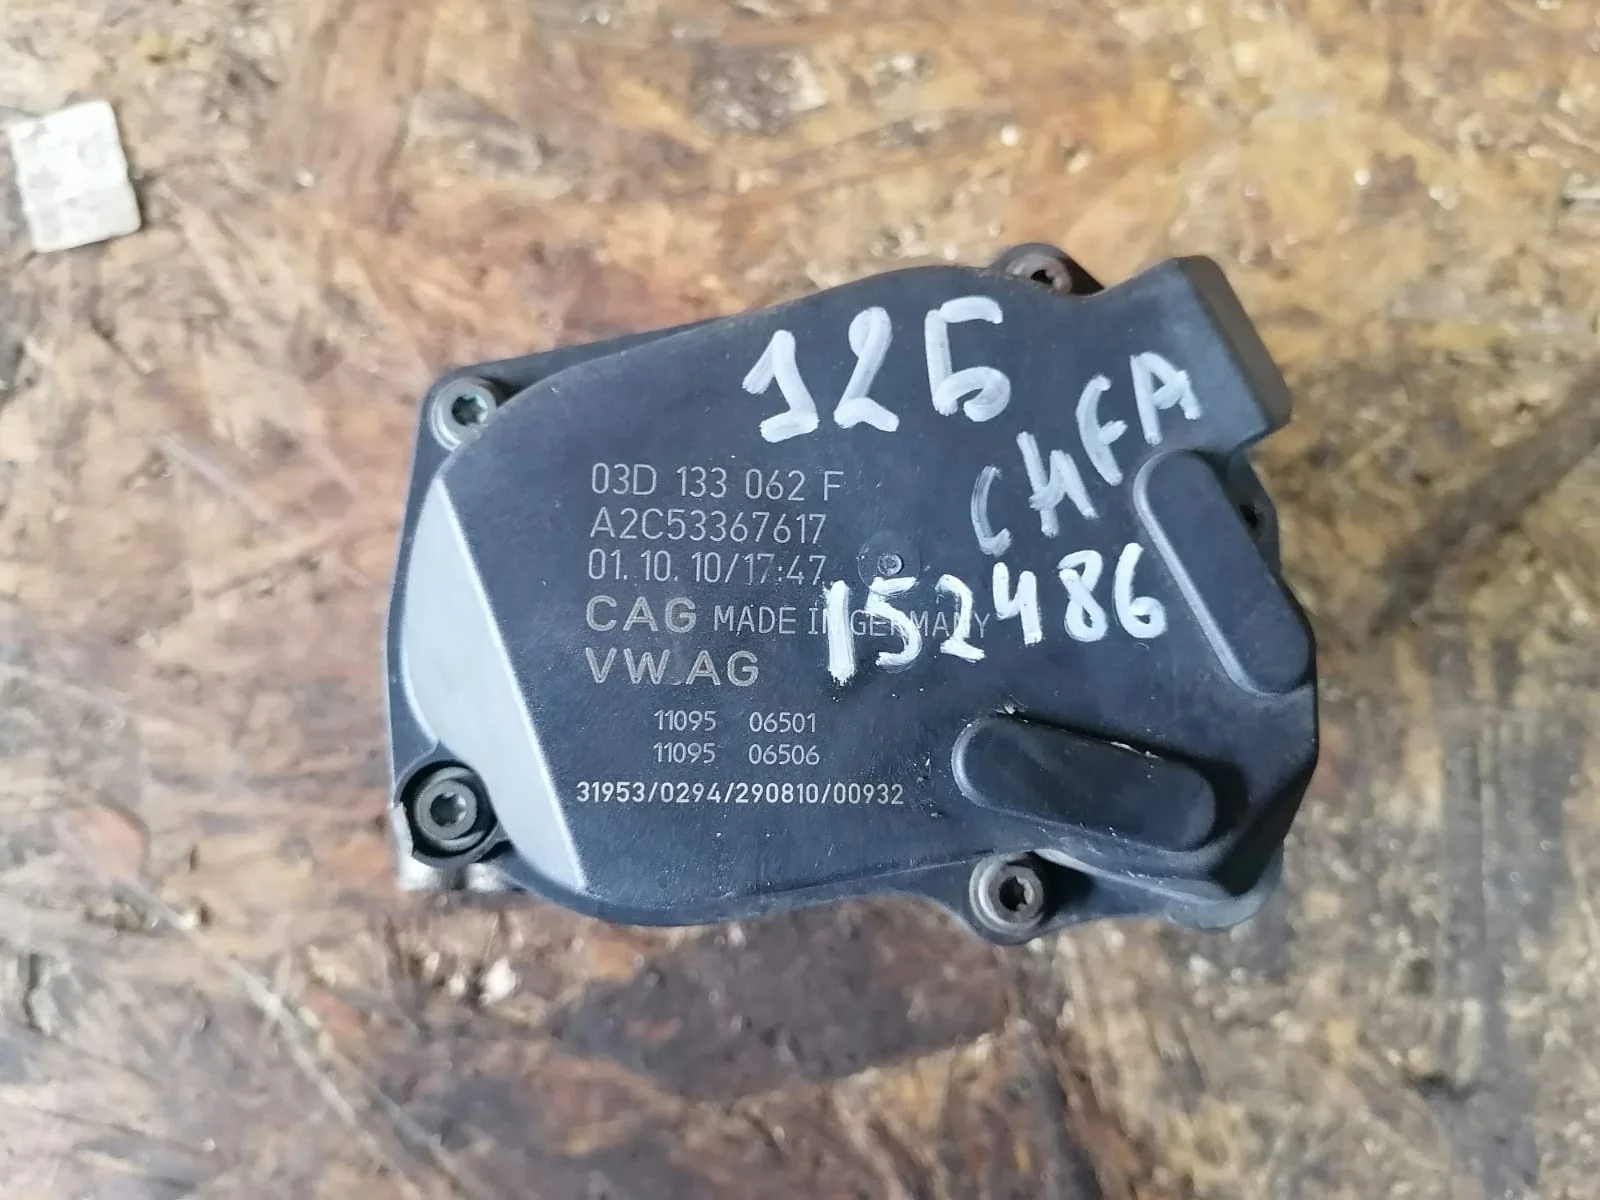 12Б
CHFA
03D 133 062 F
A2C53367617
01.10.10/17:47
152486
CAG MADE IN GERMANY
VW AG
11095 06501
11095 06506
31953/0294/290810/00932